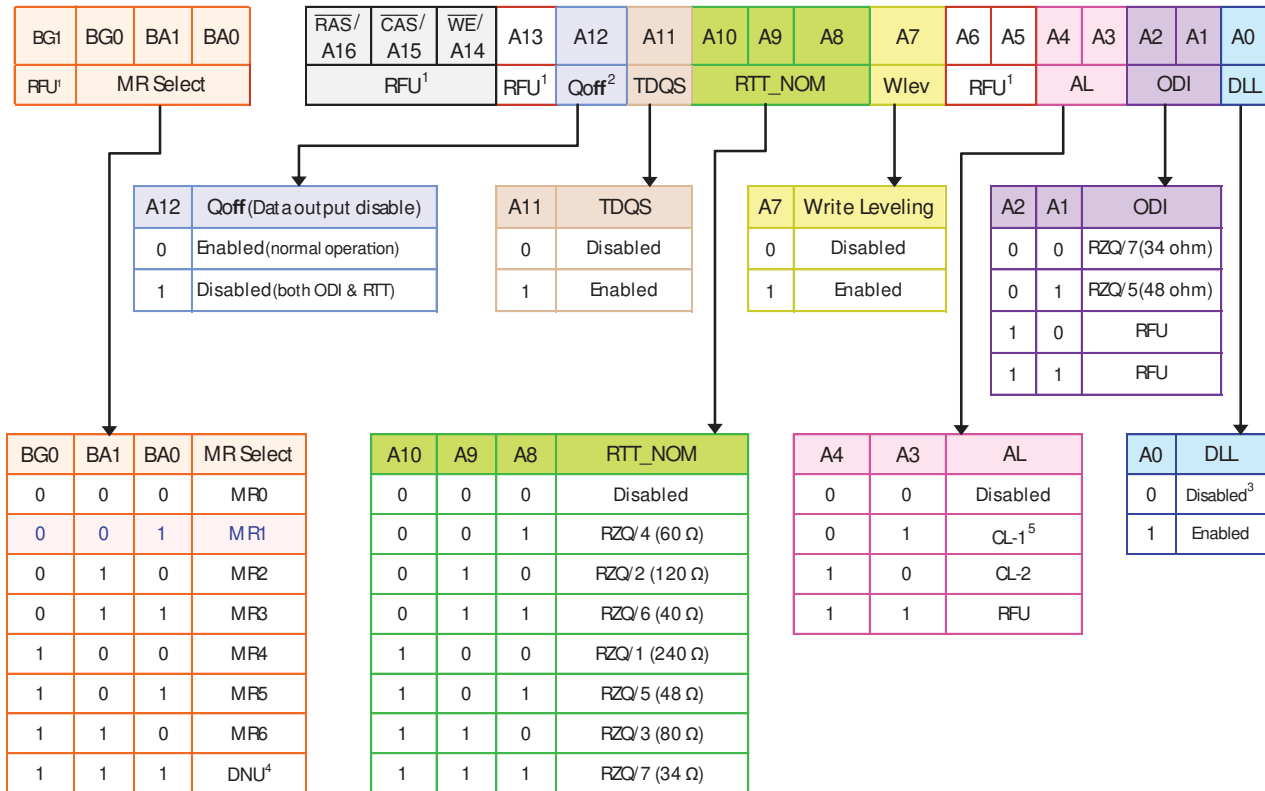 BG1 BG0 BA1 BA0 RAS/ A16 CAS/ A15 WE/ A14 A13 A12 A11 A10 A9 A8 A7 A6 A5 A4 A3 A2 A1 A0
RFU¹ MR Select RFU¹ RFU¹ Qoff² TDQS RTT_NOM Wlev RFU¹ AL ODI DLL
A12 Qoff(Data output disable)
0 Enabled(normal operation)
1 Disabled(both ODI & RTT)
A11 TDQS
0 Disabled
1 Enabled
A7 Write Leveling
0 Disabled
1 Enabled
A2 A1 ODI
0 0 RZQ/7(34 ohm)
0 1 RZQ/5(48 ohm)
1 0 RFU
1 1 RFU
BG0 BA1 BA0 MR Select
0 0 0 MR0
0 0 1 MR1
0 1 0 MR2
0 1 1 MR3
1 0 0 MR4
1 0 1 MR5
1 1 0 MR6
1 1 1 DNU⁴
A10 A9 A8 RTT_NOM
0 0 0 Disabled
0 0 1 RZQ/4 (60 Ω)
0 1 0 RZQ/2 (120 Ω)
0 1 1 RZQ/6 (40 Ω)
1 0 0 RZQ/1 (240 Ω)
1 0 1 RZQ/5 (48 Ω)
1 1 0 RZQ/3 (80 Ω)
1 1 1 RZQ/7 (34 Ω)
A4 A3 AL
0 0 Disabled
0 1 CL-1⁵
1 0 CL-2
1 1 RFU
A0 DLL
0 Disabled³
1 Enabled